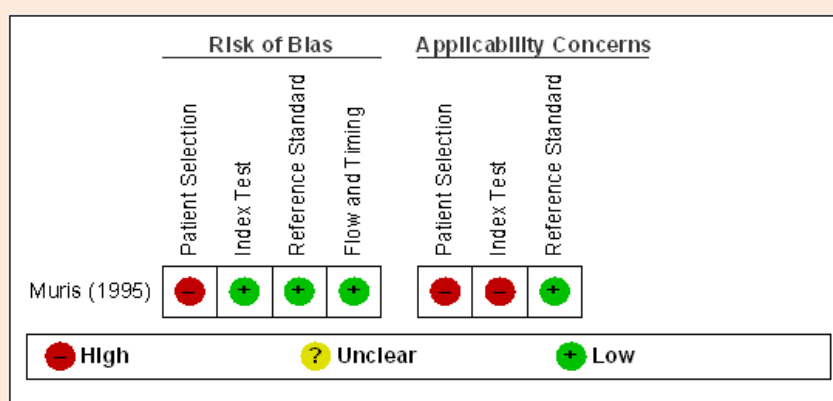 Risk of Bias Applicability Concerns
Patient Selection
Index Test
Reference Standard
Flow and Timing
Patient Selection
Index Test
Reference Standard
Muris (1995) – + + + – – +
– High ? Unclear + Low